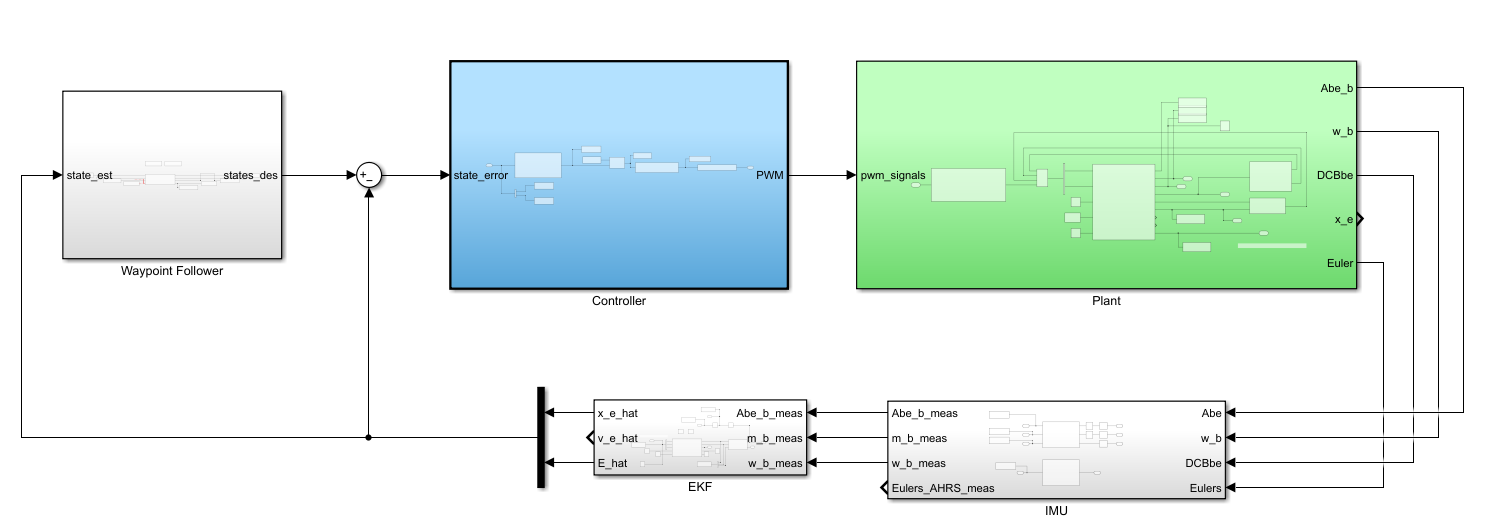 state_est
states_des
Waypoint Follower
+
_
state_error
PWM
Controller
pwm_signals
Abe_b
w_b
DCBbe
x_e
Euler
Plant
x_e_hat
v_e_hat
E_hat
Abe_b_meas
m_b_meas
w_b_meas
EKF
Abe_b_meas
m_b_meas
w_b_meas
Eulers_AHRS_meas
Abe
w_b
DCBbe
Eulers
IMU